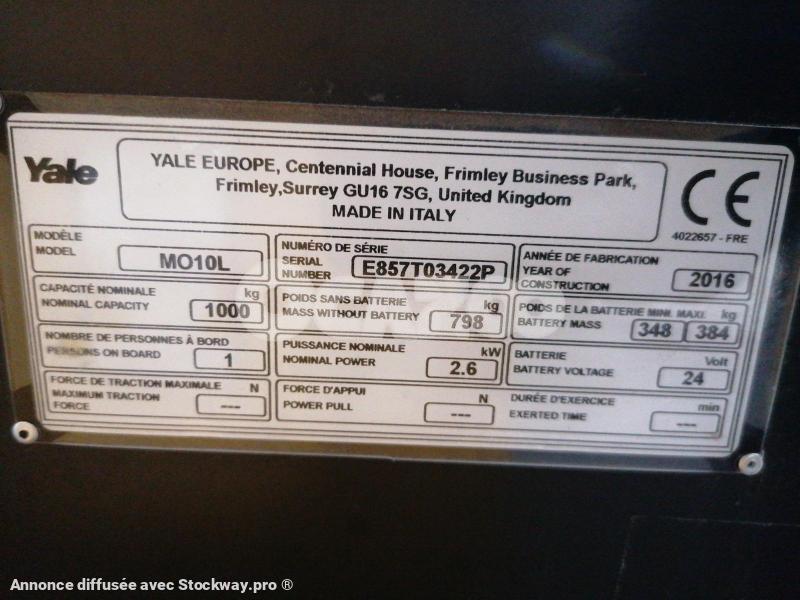 Yale
YALE EUROPE, Centennial House, Frimley Business Park,
Frimley,Surrey GU16 7SG, United Kingdom
MADE IN ITALY
CE
4022657 - FRE
MODÈLE
MODEL
MO10L
NUMÉRO DE SÉRIE
SERIAL
NUMBER
E857T03422P
ANNÉE DE FABRICATION
YEAR OF
CONSTRUCTION
2016
CAPACITÉ NOMINALE kg
NOMINAL CAPACITY 1000
POIDS SANS BATTERIE kg
MASS WITHOUT BATTERY 798
POIDS DE LA BATTERIE MINI. MAXI. kg
BATTERY MASS 348 384
NOMBRE DE PERSONNES À BORD
PERSONS ON BOARD 1
PUISSANCE NOMINALE kW
NOMINAL POWER 2.6
BATTERIE Volt
BATTERY VOLTAGE 24
FORCE DE TRACTION MAXIMALE N
MAXIMUM TRACTION
FORCE ---
FORCE D'APPUI N
POWER PULL ---
DURÉE D'EXERCICE min
EXERTED TIME ---
Annonce diffusée avec Stockway.pro ®